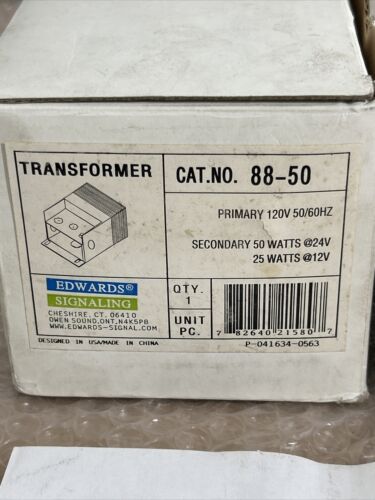 TRANSFORMER
CAT.NO. 88-50
PRIMARY 120V 50/60HZ
SECONDARY 50 WATTS @24V
25 WATTS @12V
EDWARDS®
SIGNALING
CHESHIRE, CT. 06410
OWEN SOUND,ONT,N4K5P8
WWW.EDWARDS-SIGNAL.COM
QTY.
1
UNIT
PC.
7 82640 21580 7
DESIGNED IN USA/MADE IN CHINA
P-041634-0563